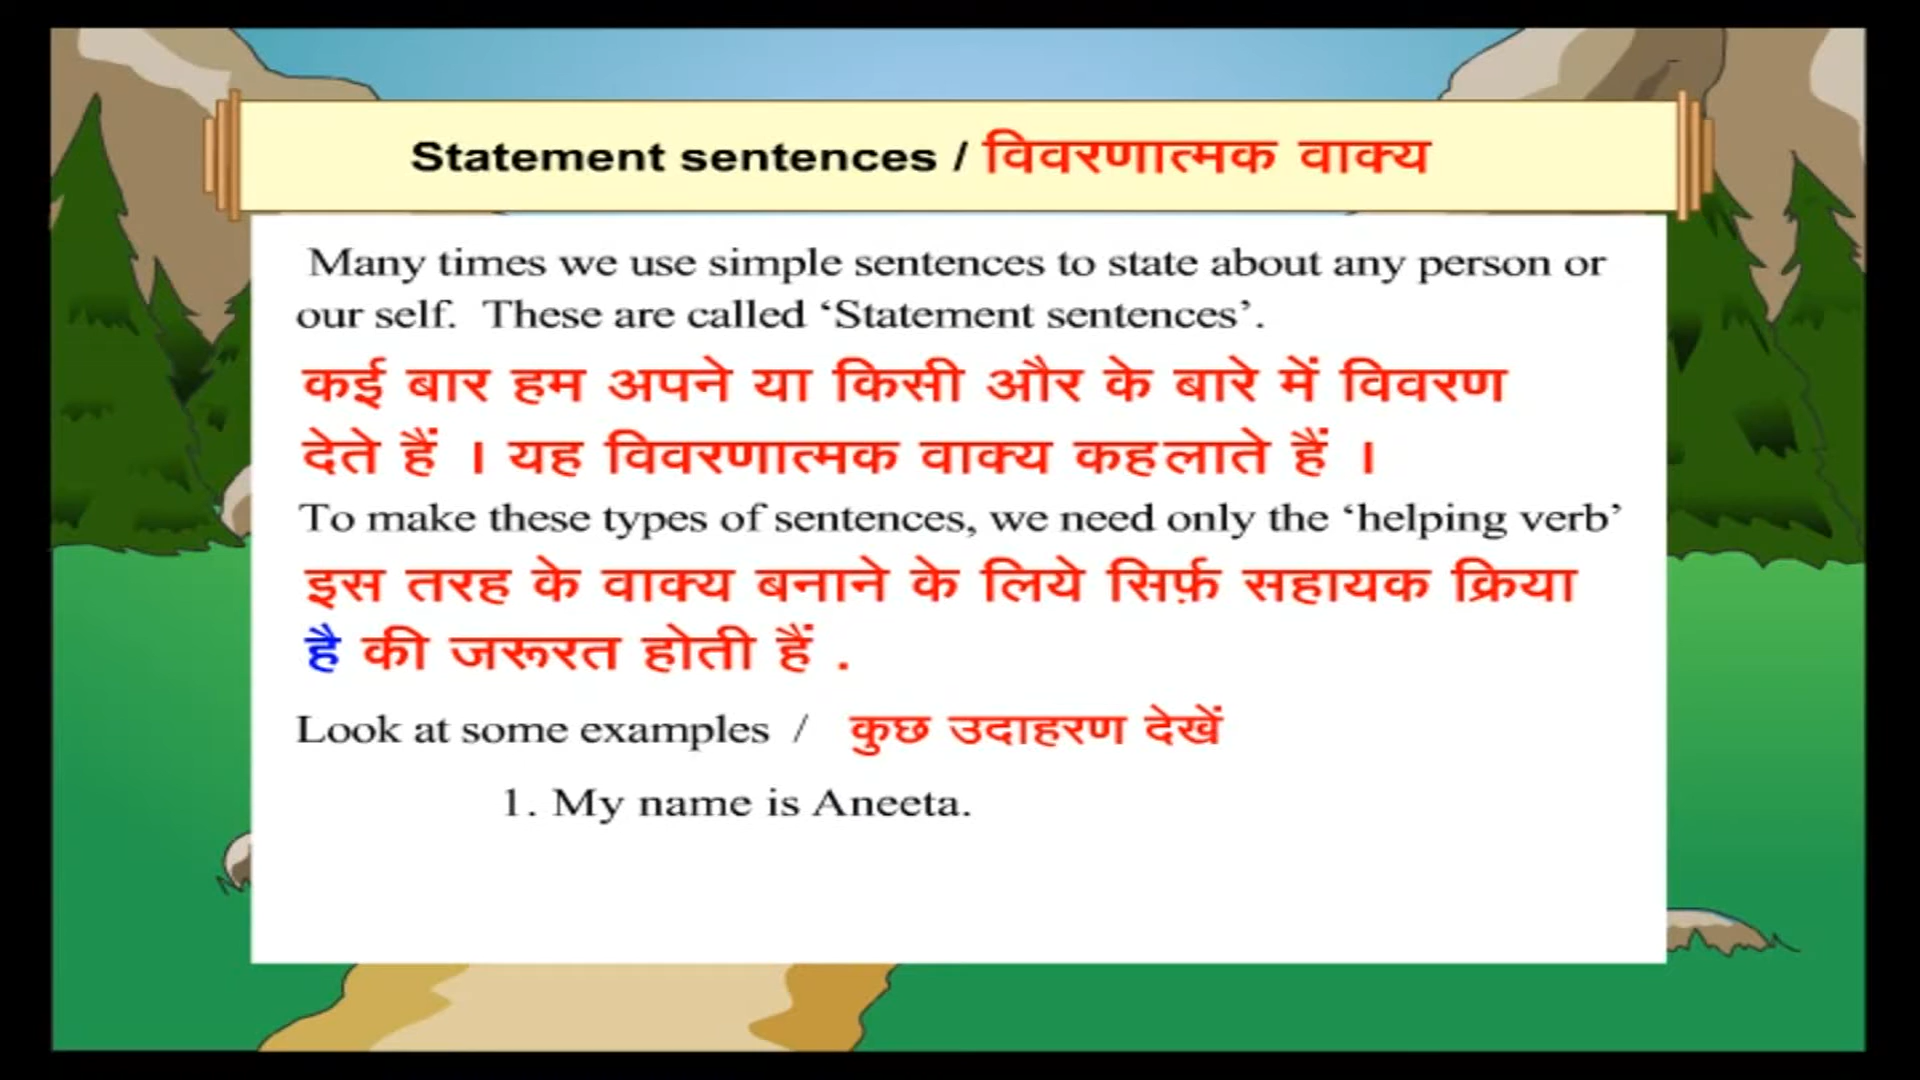 Statement sentences / विवरणात्मक वाक्य
Many times we use simple sentences to state about any person or
our self. These are called ‘Statement sentences’.
कई बार हम अपने या किसी और के बारे में विवरण
देते हैं । यह विवरणात्मक वाक्य कहलाते हैं ।
To make these types of sentences, we need only the ‘helping verb’
इस तरह के वाक्य बनाने के लिये सिर्फ़ सहायक क्रिया
है की जरूरत होती हैं .
Look at some examples / कुछ उदाहरण देखें
1. My name is Aneeta.